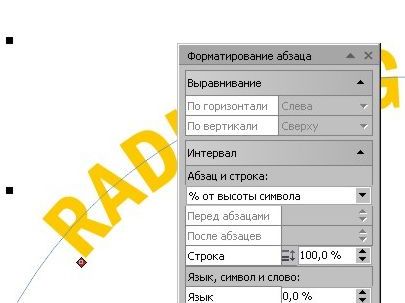 RAD
G
Форматирование абзаца
Выравнивание
По горизонтали Слева
По вертикали Сверху
Интервал
Абзац и строка:
% от высоты символа
Перед абзацами
После абзацев
Строка 100,0 %
Язык, символ и слово:
Язык 0,0 %